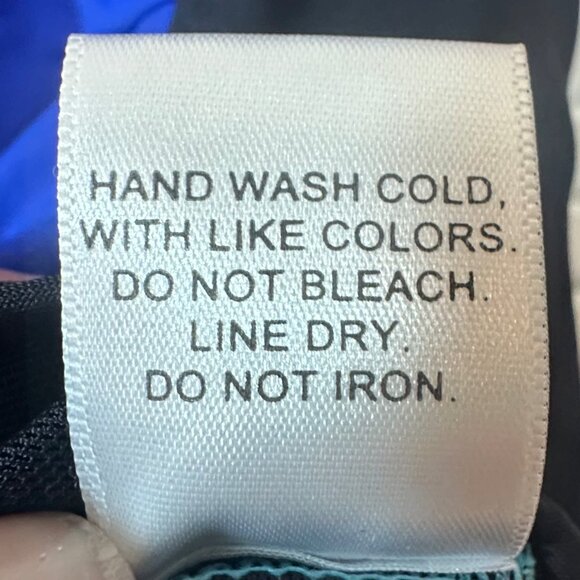 HAND WASH COLD,
WITH LIKE COLORS.
DO NOT BLEACH.
LINE DRY.
DO NOT IRON.